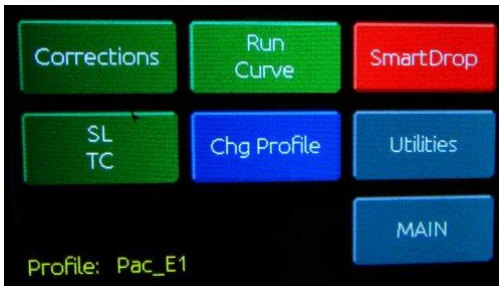 Corrections
Run
Curve
SmartDrop
SL
TC
Chg Profile
Utilities
MAIN
Profile: Pac_E1